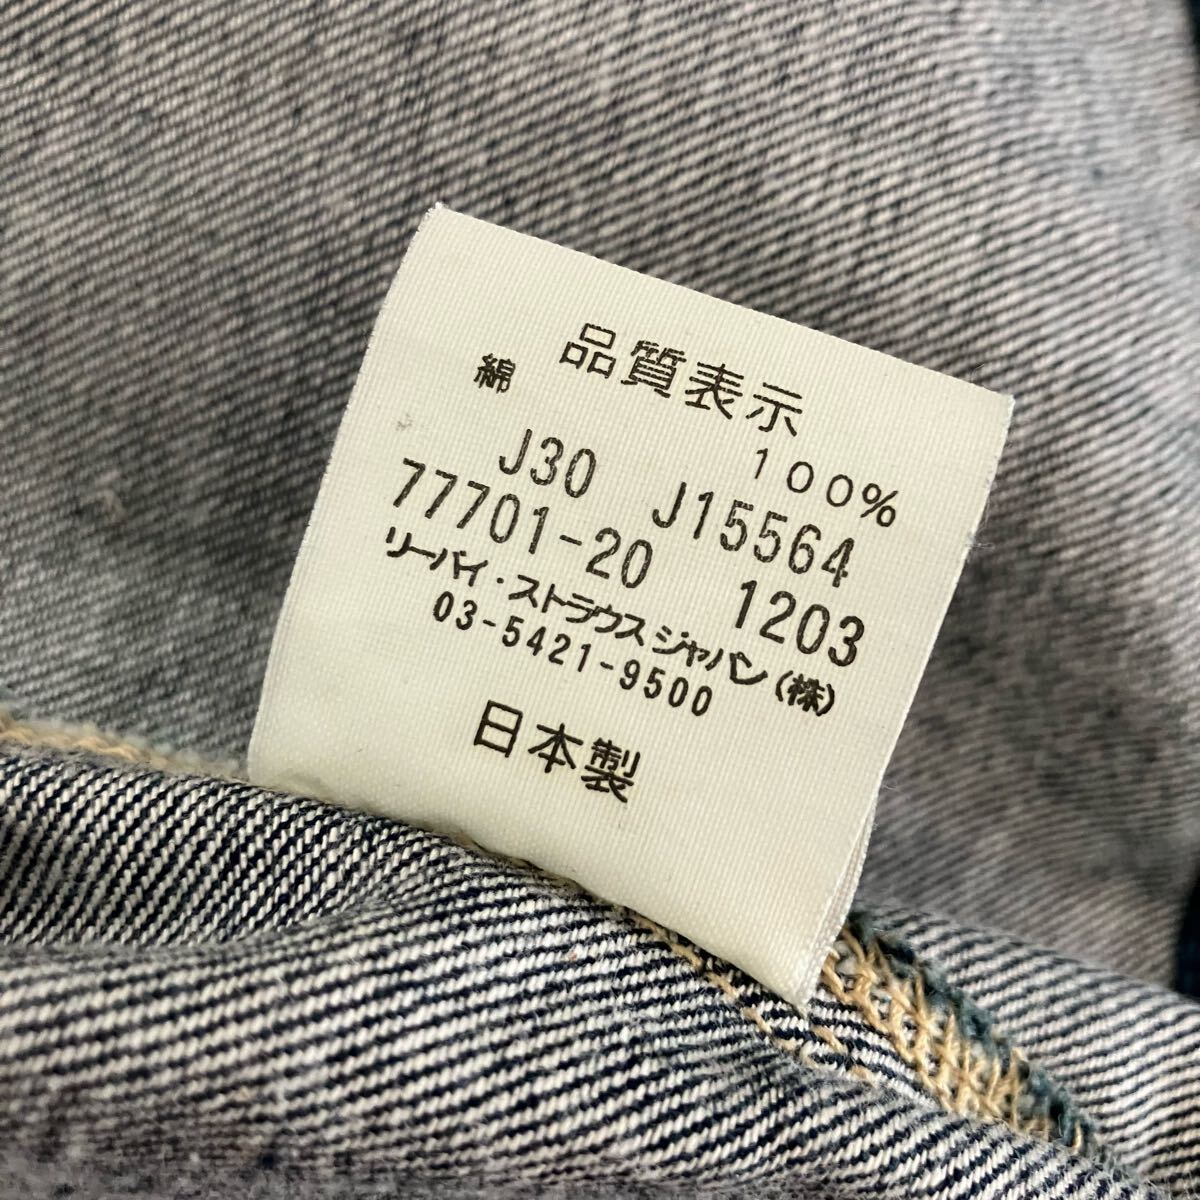 品質表示
綿 100%
J30 J15564
77701-20 1203
リーバイ・ストラウス ジャパン(株)
03-5421-9500
日本製